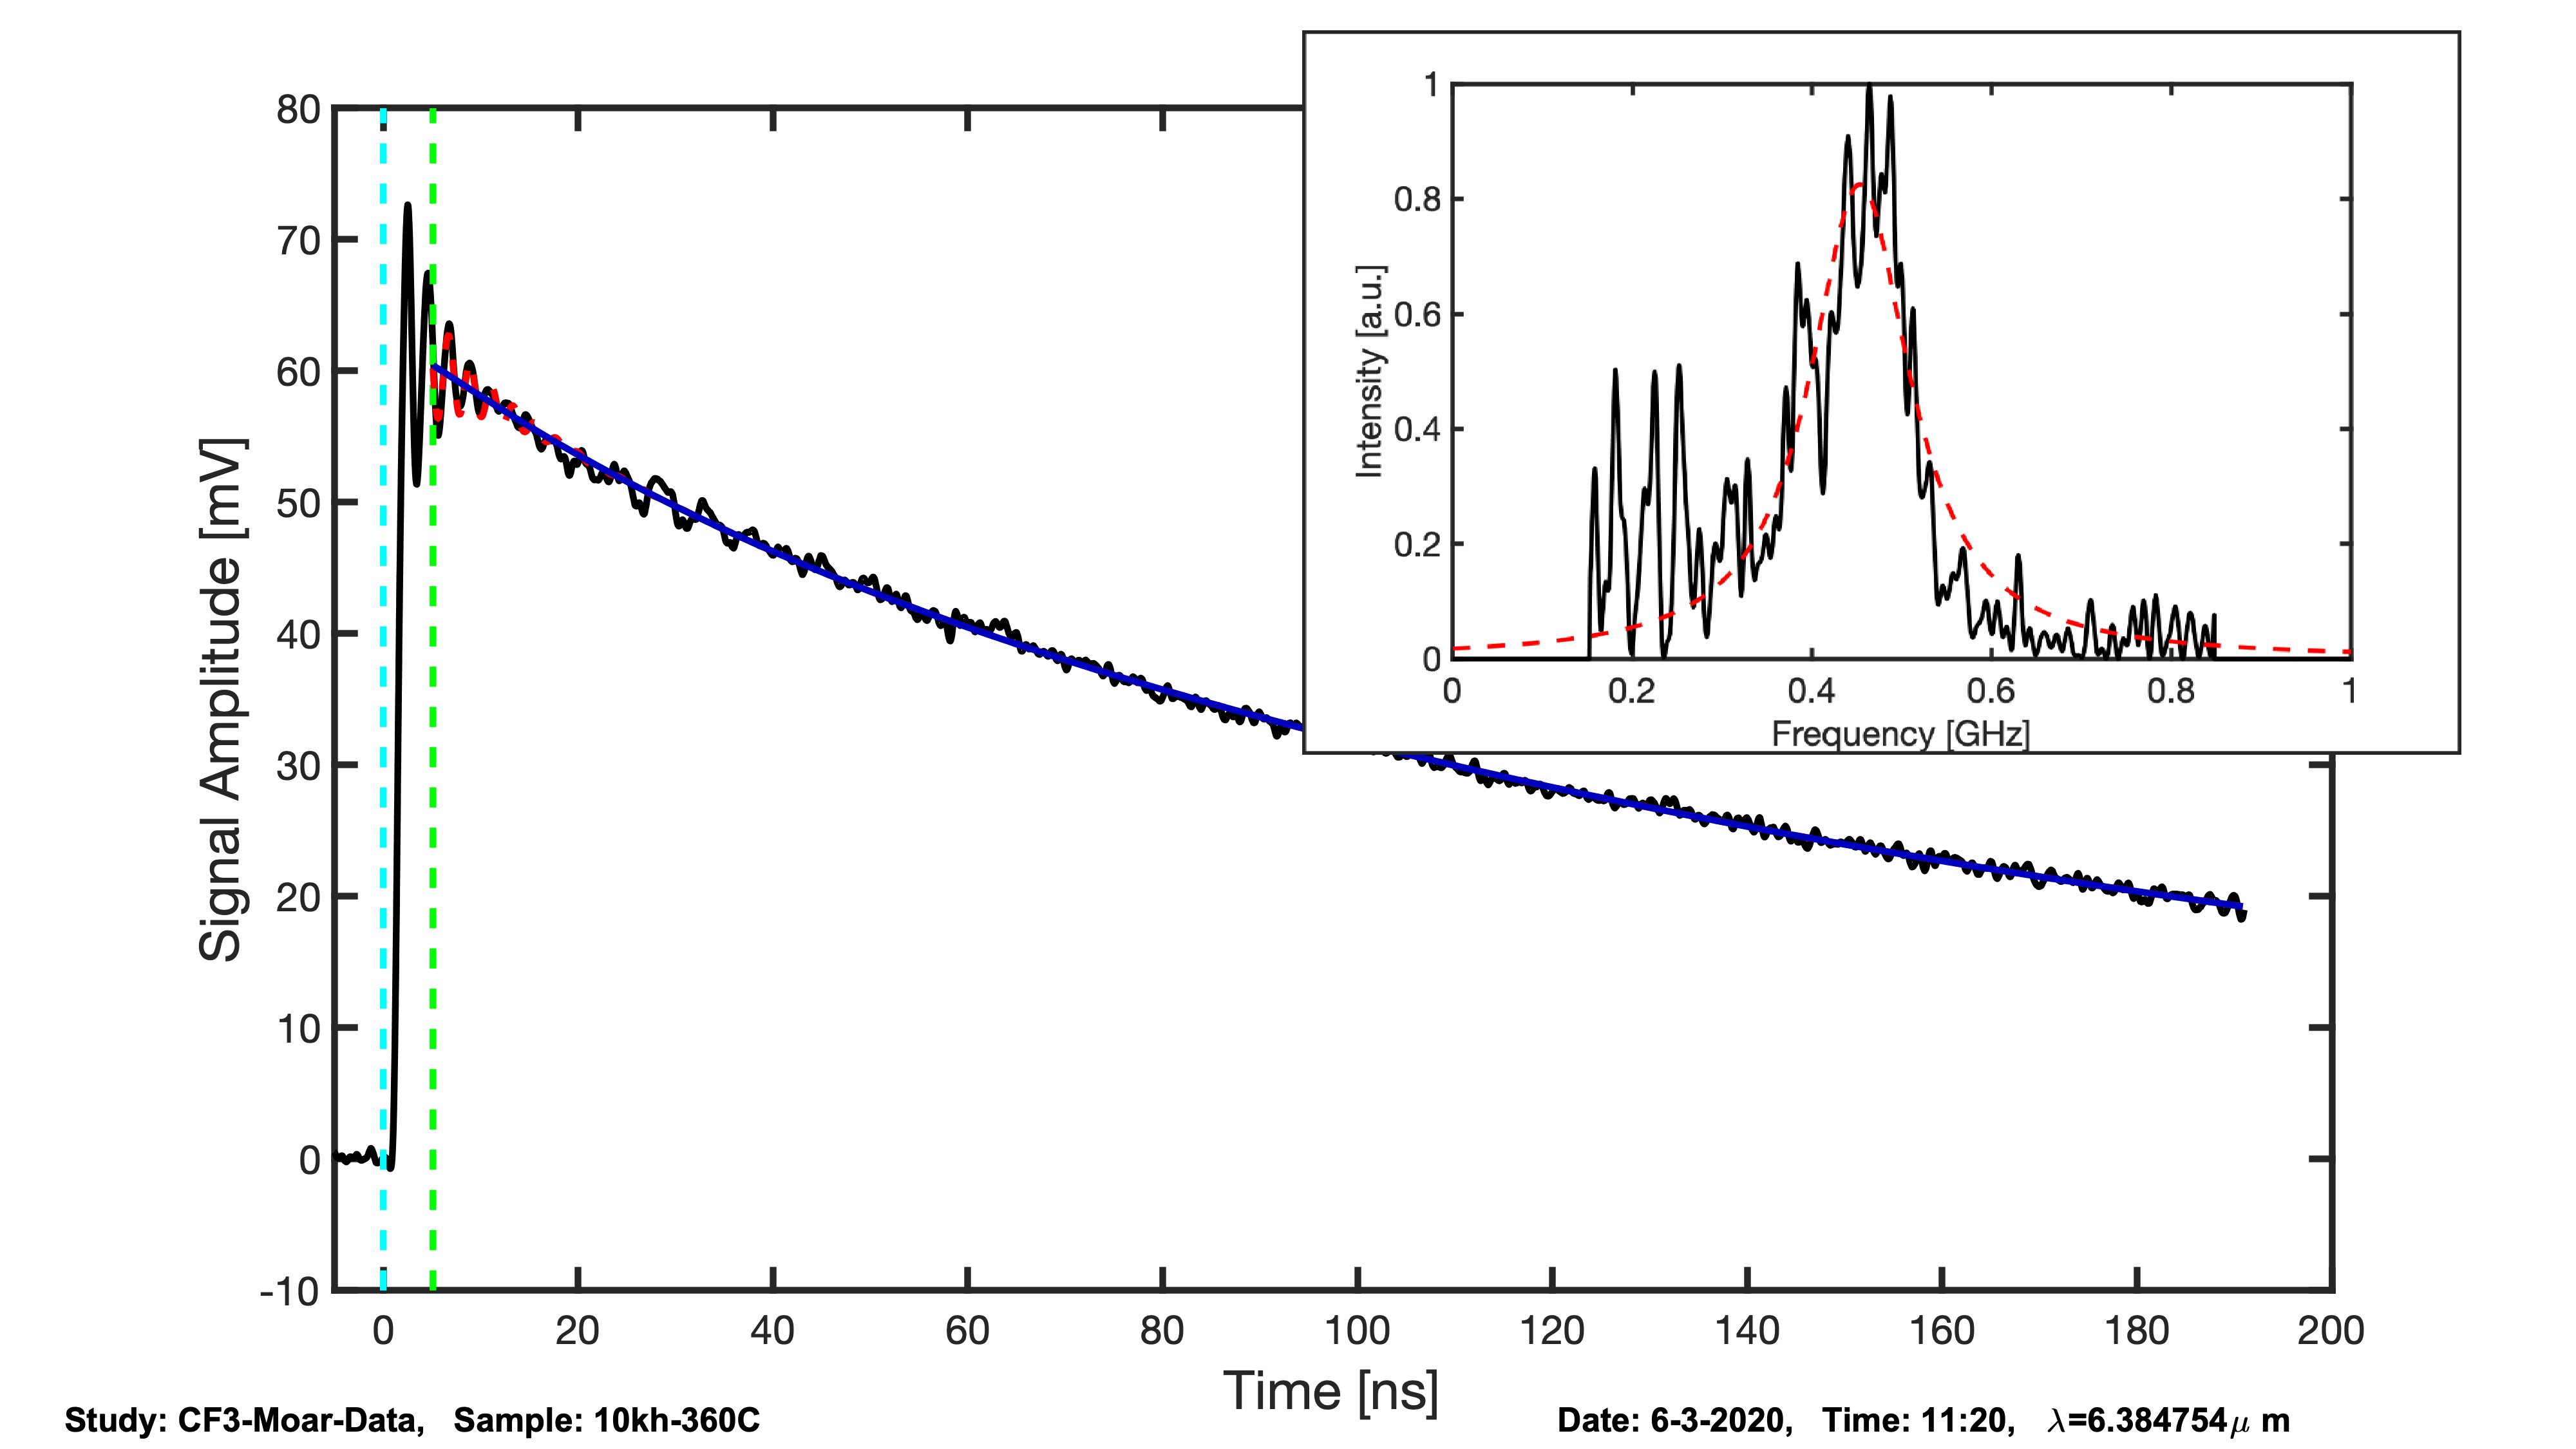 80
70
60
50
40
30
20
10
0
-10
Signal Amplitude [mV]
0 20 40 60 80 100 120 140 160 180 200
Time [ns]
1
0.8
0.6
0.4
0.2
0
Intensity [a.u.]
0 0.2 0.4 0.6 0.8 1
Frequency [GHz]
Study: CF3-Moar-Data, Sample: 10kh-360C
Date: 6-3-2020, Time: 11:20, λ=6.384754μ m